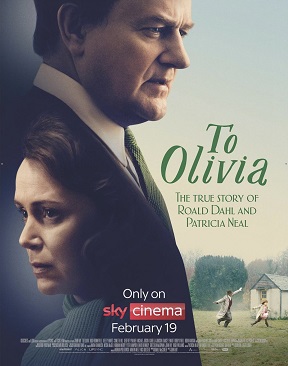 To
Olivia
THE TRUE STORY OF
ROALD DAHL AND
PATRICIA NEAL
Only on
sky cinema
February 19